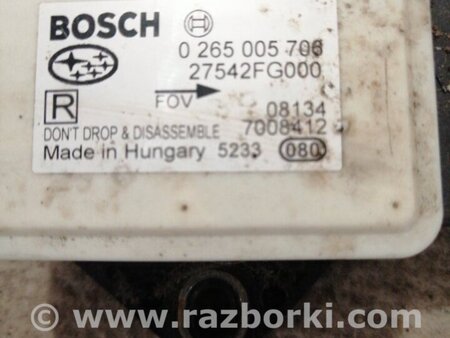 BOSCH
0 265 005 706
27542FG000
R
FOV
08134
DON'T DROP & DISASSEMBLE 7008412
Made in Hungary 5233 080
www.razborki.com